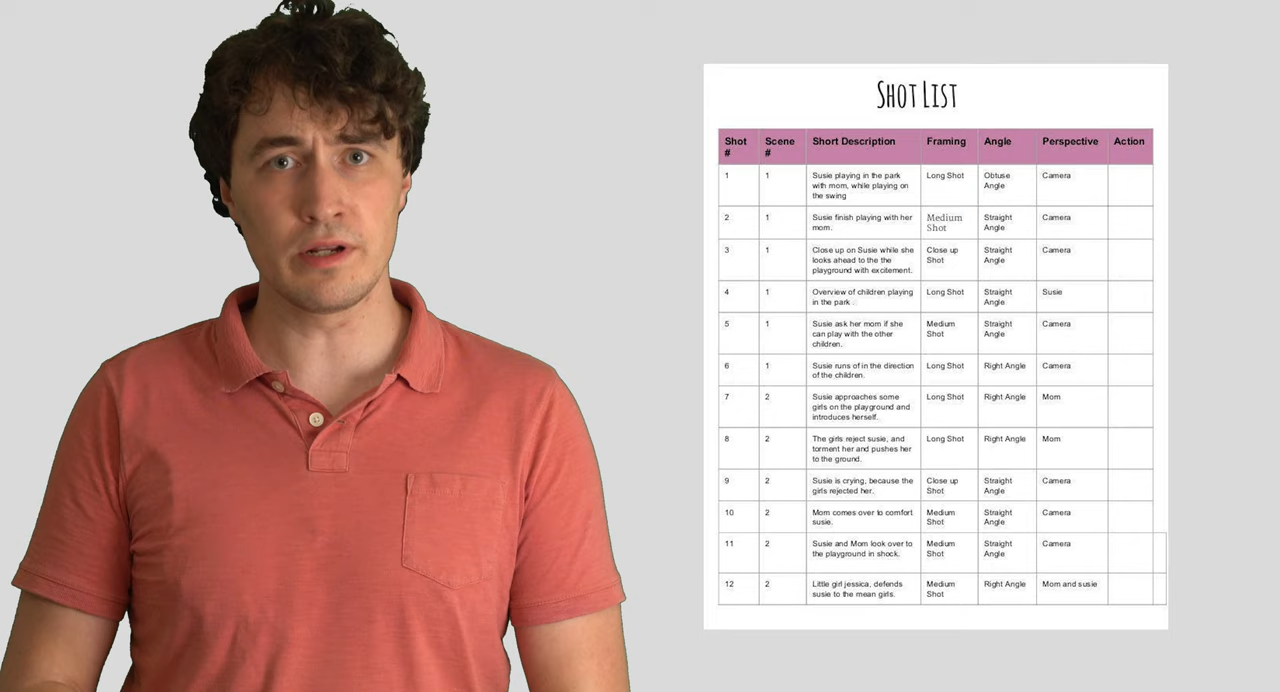 SHOT LIST
Shot # Scene # Short Description Framing Angle Perspective Action
1 1 Susie playing in the park with mom, while playing on the swing Long Shot Obtuse Angle Camera
2 1 Susie finish playing with her mom. Medium Shot Straight Angle Camera
3 1 Close up on Susie while she looks ahead to the the playground with excitement. Close up Shot Straight Angle Camera
4 1 Overview of children playing in the park . Long Shot Straight Angle Susie
5 1 Susie ask her mom if she can play with the other children. Medium Shot Straight Angle Camera
6 1 Susie runs of in the direction of the children. Long Shot Right Angle Camera
7 2 Susie approaches some girls on the playground and introduces herself. Long Shot Right Angle Mom
8 2 The girls reject susie, and torment her and pushes her to the ground. Long Shot Right Angle Mom
9 2 Susie is crying, because the girls rejected her. Close up Shot Straight Angle Camera
10 2 Mom comes over to comfort susie. Medium Shot Straight Angle Camera
11 2 Susie and Mom look over to the playground in shock. Medium Shot Straight Angle Camera
12 2 Little girl jessica, defends susie to the mean girls. Medium Shot Right Angle Mom and susie